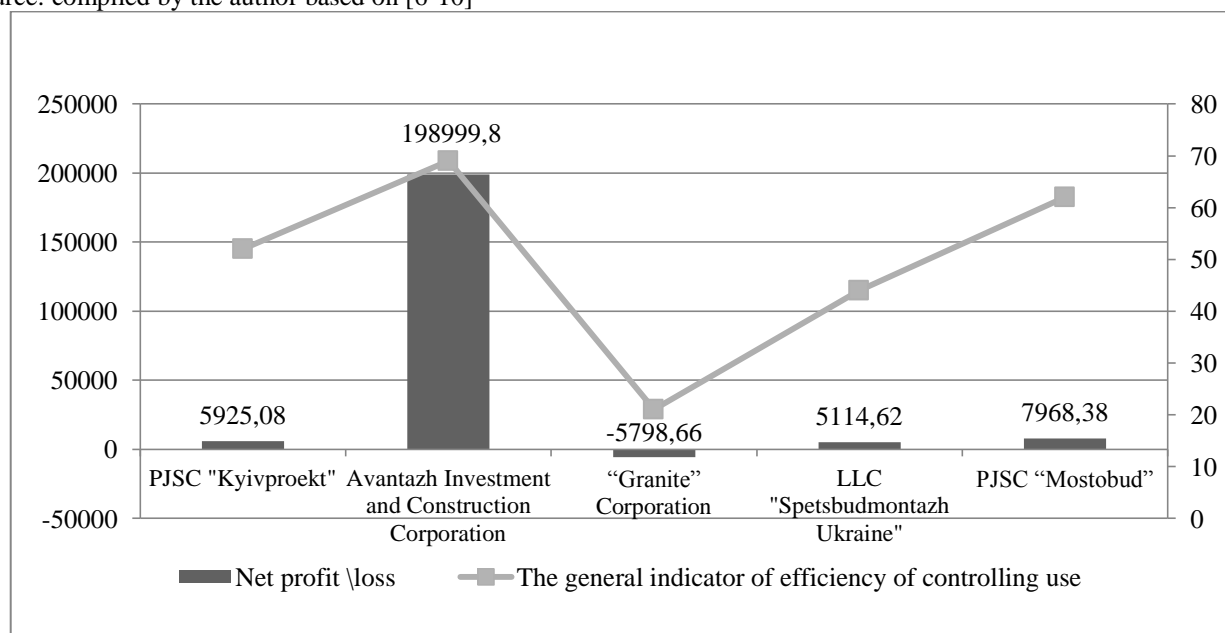 compiled by the author based on
250000
200000
150000
100000
50000
0
-50000
80
70
60
50
40
30
20
10
0
198999,8
5925,08
-5798,66
5114,62
7968,38
PJSC "Kyivproekt"
Avantazh Investment
and Construction
Corporation
“Granite”
Corporation
LLC
"Spetsbudmontazh
Ukraine"
PJSC “Mostobud”
Net profit \loss
The general indicator of efficiency of controlling use